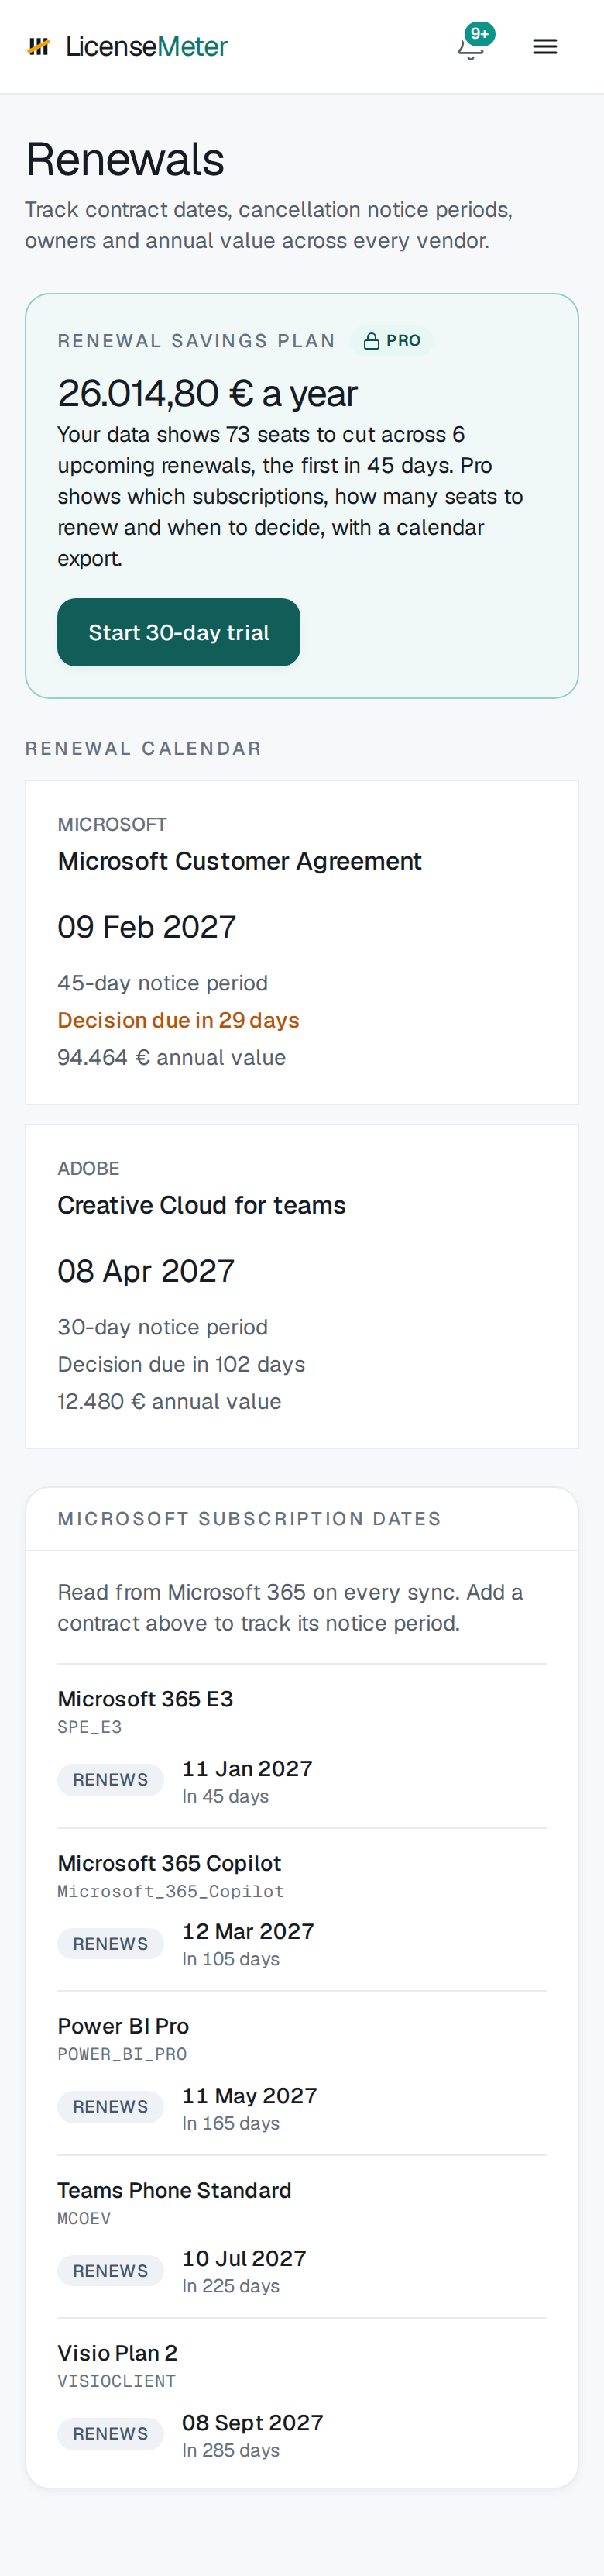 LicenseMeter
9+
Renewals
Track contract dates, cancellation notice periods,
owners and annual value across every vendor.
RENEWAL SAVINGS PLAN
PRO
26.014,80 € a year
Your data shows 73 seats to cut across 6
upcoming renewals, the first in 45 days. Pro
shows which subscriptions, how many seats to
renew and when to decide, with a calendar
export.
Start 30-day trial
RENEWAL CALENDAR
MICROSOFT
Microsoft Customer Agreement
09 Feb 2027
45-day notice period
Decision due in 29 days
94.464 € annual value
ADOBE
Creative Cloud for teams
08 Apr 2027
30-day notice period
Decision due in 102 days
12.480 € annual value
MICROSOFT SUBSCRIPTION DATES
Read from Microsoft 365 on every sync. Add a
contract above to track its notice period.
Microsoft 365 E3
SPE_E3
RENEWS
11 Jan 2027
In 45 days
Microsoft 365 Copilot
Microsoft_365_Copilot
RENEWS
12 Mar 2027
In 105 days
Power BI Pro
POWER_BI_PRO
RENEWS
11 May 2027
In 165 days
Teams Phone Standard
MCOEV
RENEWS
10 Jul 2027
In 225 days
Visio Plan 2
VISIOCLIENT
RENEWS
08 Sept 2027
In 285 days